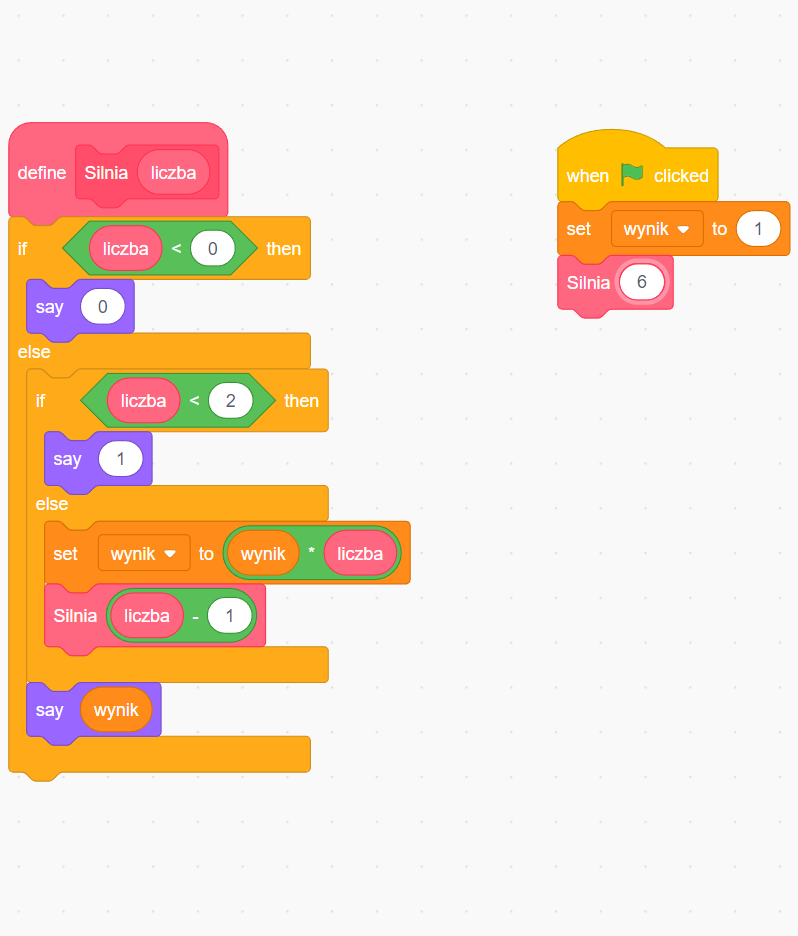 define Silnia liczba
if liczba < 0 then
say 0
else
if liczba < 2 then
say 1
else
set wynik to wynik * liczba
Silnia liczba - 1
say wynik
when clicked
set wynik to 1
Silnia 6